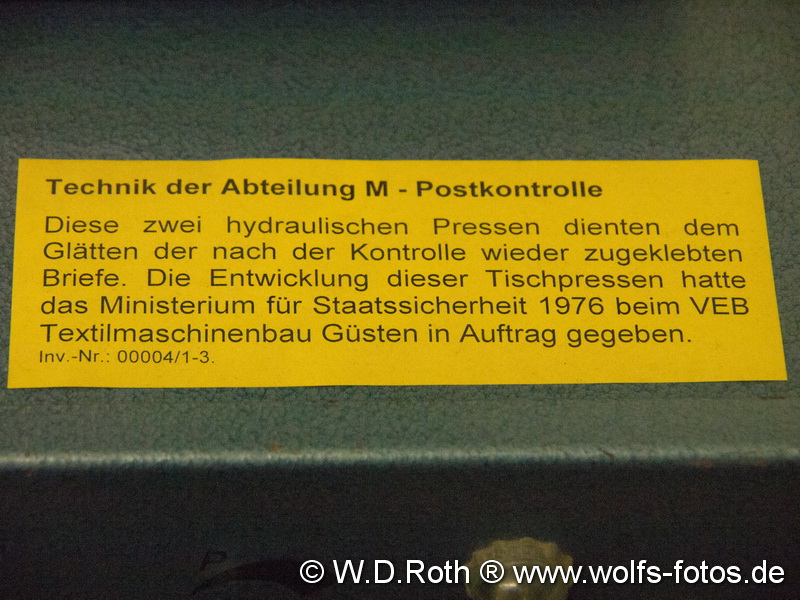 Technik der Abteilung M - Postkontrolle
Diese zwei hydraulischen Pressen dienten dem
Glätten der nach der Kontrolle wieder zugeklebten
Briefe. Die Entwicklung dieser Tischpressen hatte
das Ministerium für Staatssicherheit 1976 beim VEB
Textilmaschinenbau Güsten in Auftrag gegeben.
Inv.-Nr.: 00004/1-3.
P
© W.D.Roth ® www.wolfs-fotos.de